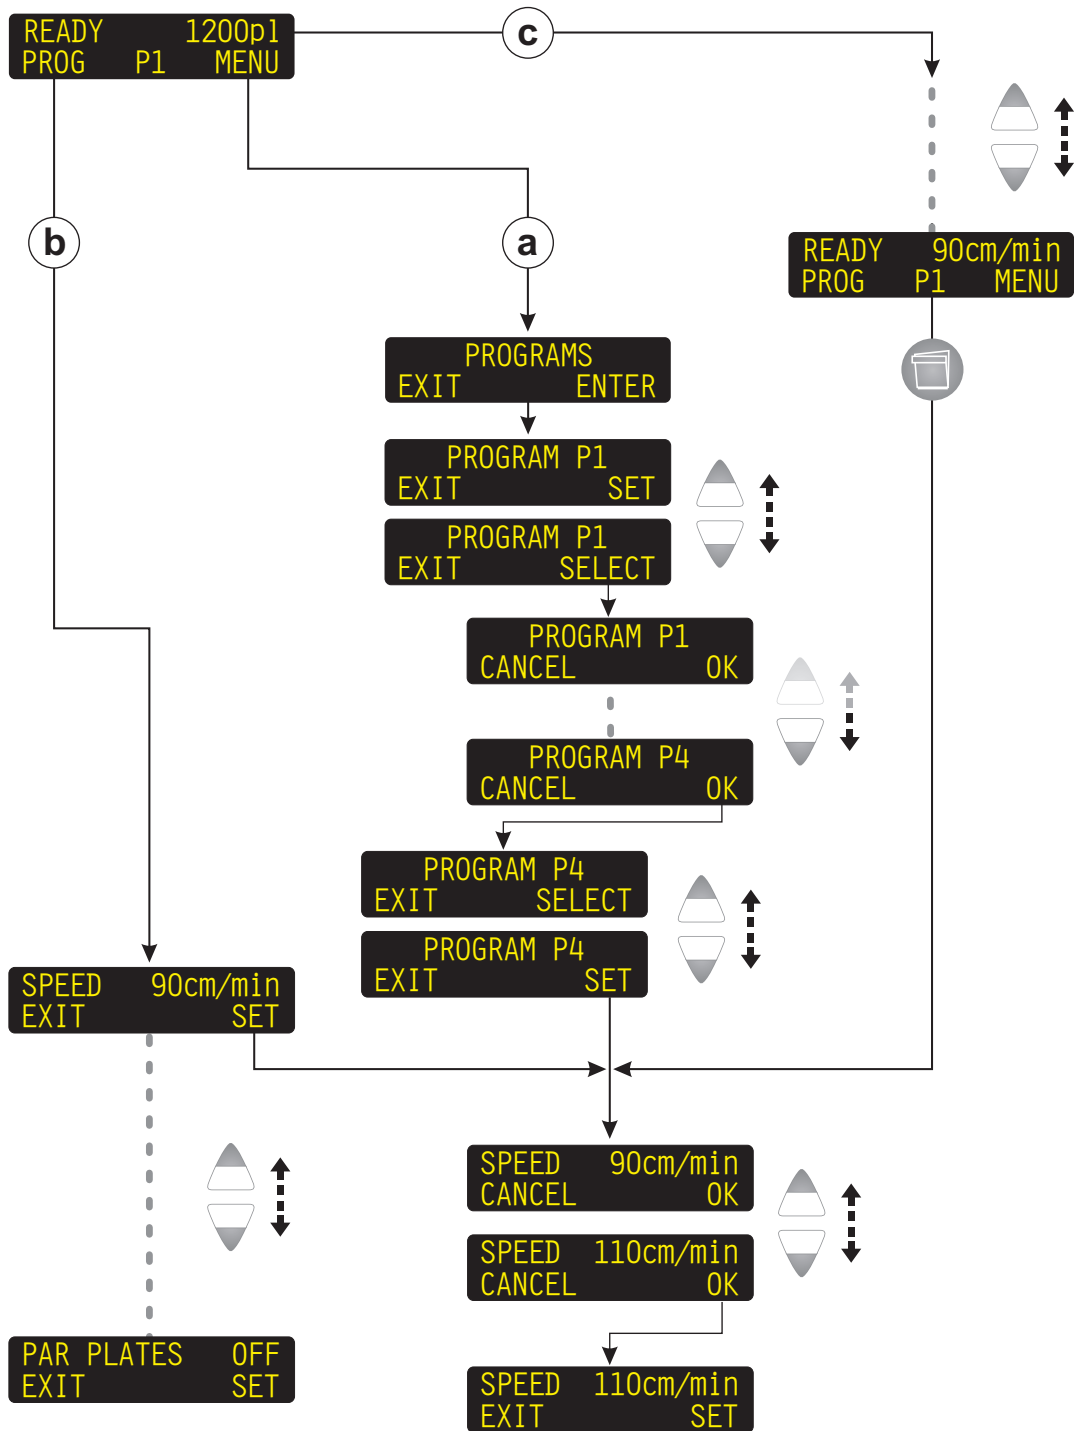 READY 1200pl
PROG P1 MENU
c
b
a
READY 90cm/min
PROG P1 MENU
PROGRAMS
EXIT ENTER
PROGRAM P1
EXIT SET
PROGRAM P1
EXIT SELECT
PROGRAM P1
CANCEL OK
PROGRAM P4
CANCEL OK
PROGRAM P4
EXIT SELECT
PROGRAM P4
EXIT SET
SPEED 90cm/min
EXIT SET
SPEED 90cm/min
CANCEL OK
SPEED 110cm/min
CANCEL OK
PAR PLATES OFF
EXIT SET
SPEED 110cm/min
EXIT SET